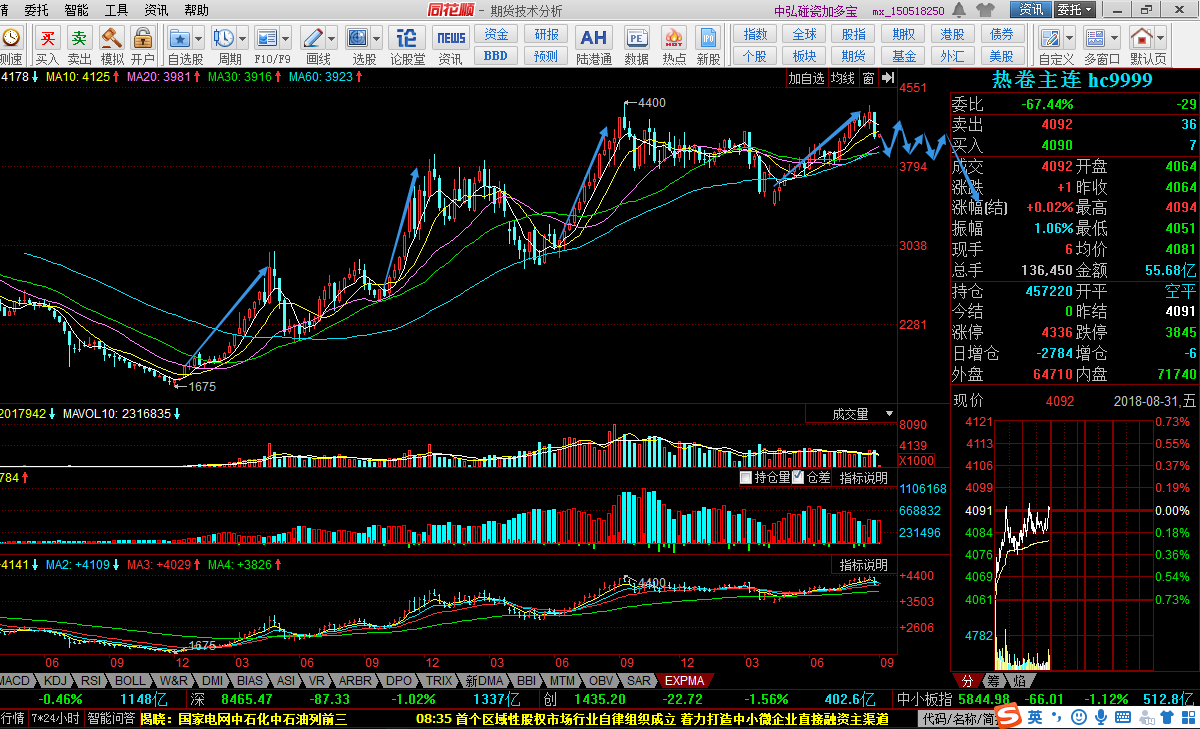 情 委托 智能 工具 资讯 帮助
同花顺 - 期货技术分析
中弘碰瓷加多宝 mx_150518250 资讯 委托
测速 买 买入 卖 卖出 模拟 开户 自选股 周期 F10/F9 画线 选股 论 论股堂 NEWS 资讯
资金 BBD 研报 预测 AH 陆港通 PE 数据 HOT 热点 IPO 新股
指数 全球 股指 期权 港股 债券
个股 板块 期货 基金 外汇 美股
自定义 多窗口 默认页
4178↓ MA10: 4125↑ MA20: 3981↑ MA30: 3916↑ MA60: 3923↑
加自选 均线 窗
4551
4400
3794
3038
2281
1675
2017942↓ MAVOL10: 2316835↓
成交量
8090
4139
X1000
784↑
持仓量 仓差 指标说明
1106168
668832
231496
4141↓ MA2: +4109↓ MA3: +4029↑ MA4: +3826↑
指标说明
4400
1675
+4400
+3503
+2606
06 09 12 03 06 09 12 03 06 09 12 03 06 09
MACD KDJ RSI BOLL W&R DMI BIAS ASI VR ARBR DPO TRIX 新DMA BBI MTM OBV SAR EXPMA
热卷主连 hc9999
委比 -67.44% -29
卖出 4092 36
买入 4090 7
成交 4092 开盘 4064
涨跌 +1 昨收 4064
涨幅(结) +0.02% 最高 4094
振幅 1.06% 最低 4051
现手 6 均价 4081
总手 136,450 金额 55.68亿
持仓 457220 开平 空平
今结 0 昨结 4091
涨停 4336 跌停 3845
日增仓 -2784 增仓 -6
外盘 64710 内盘 71740
现价 4092 2018-08-31,五
4121 0.73%
4113 0.55%
4106 0.37%
4099 0.19%
4091 0.00%
4084 0.18%
4076 0.36%
4069 0.54%
4061 0.73%
4782
分 筹 焰
-0.46% 1148亿 深 8465.47 -87.33 -1.02% 1337亿 创 1435.20 -22.72 -1.56% 402.6亿 中小板指 5844.98 -66.01 -1.12% 512.8亿
行情 7*24小时 智能问答 揭晓：国家电网中石化中石油列前三 08:35 首个区域性股权市场行业自律组织成立 着力打造中小微企业直接融资主渠道 代码/名称/简
S 英